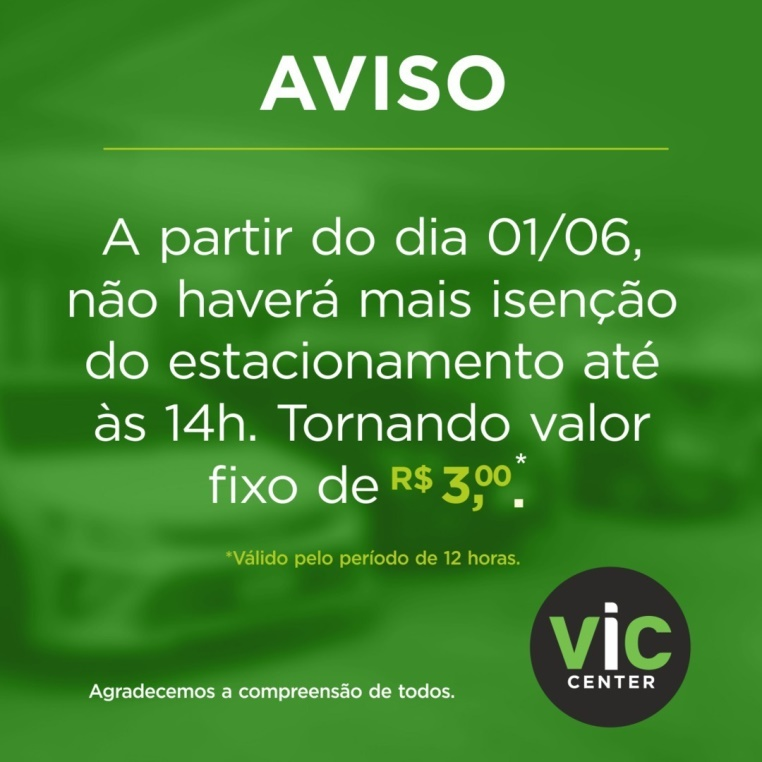 AVISO
A partir do dia 01/06,
não haverá mais isenção
do estacionamento até
às 14h. Tornando valor
fixo de R$ 3,00*.
*Válido pelo período de 12 horas.
Agradecemos a compreensão de todos.
vic
CENTER